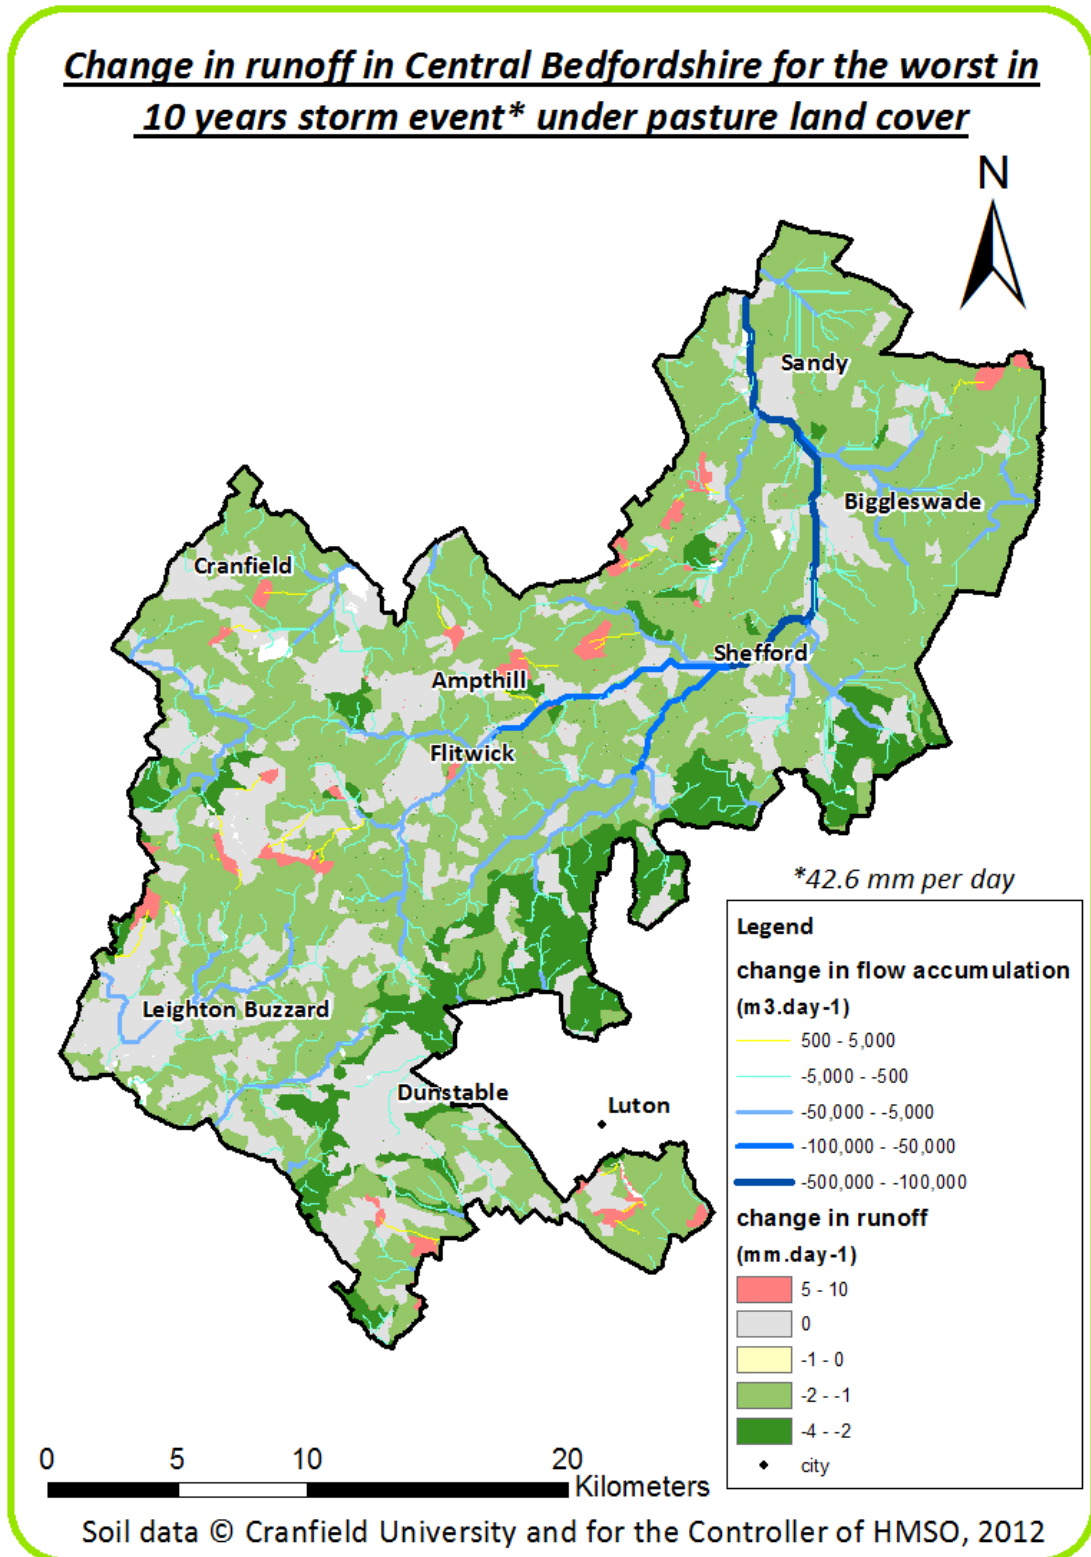 Change in runoff in Central Bedfordshire for the worst in
10 years storm event* under pasture land cover
N
Sandy
Biggleswade
Cranfield
Shefford
Ampthill
Flitwick
*42.6 mm per day
Leighton Buzzard
Dunstable
Luton
Legend
change in flow accumulation
(m3.day-1)
500 - 5,000
-5,000 - -500
-50,000 - -5,000
-100,000 - -50,000
-500,000 - -100,000
change in runoff
(mm.day-1)
5 - 10
0
-1 - 0
-2 - -1
-4 - -2
city
0 5 10 20
Kilometers
Soil data © Cranfield University and for the Controller of HMSO, 2012